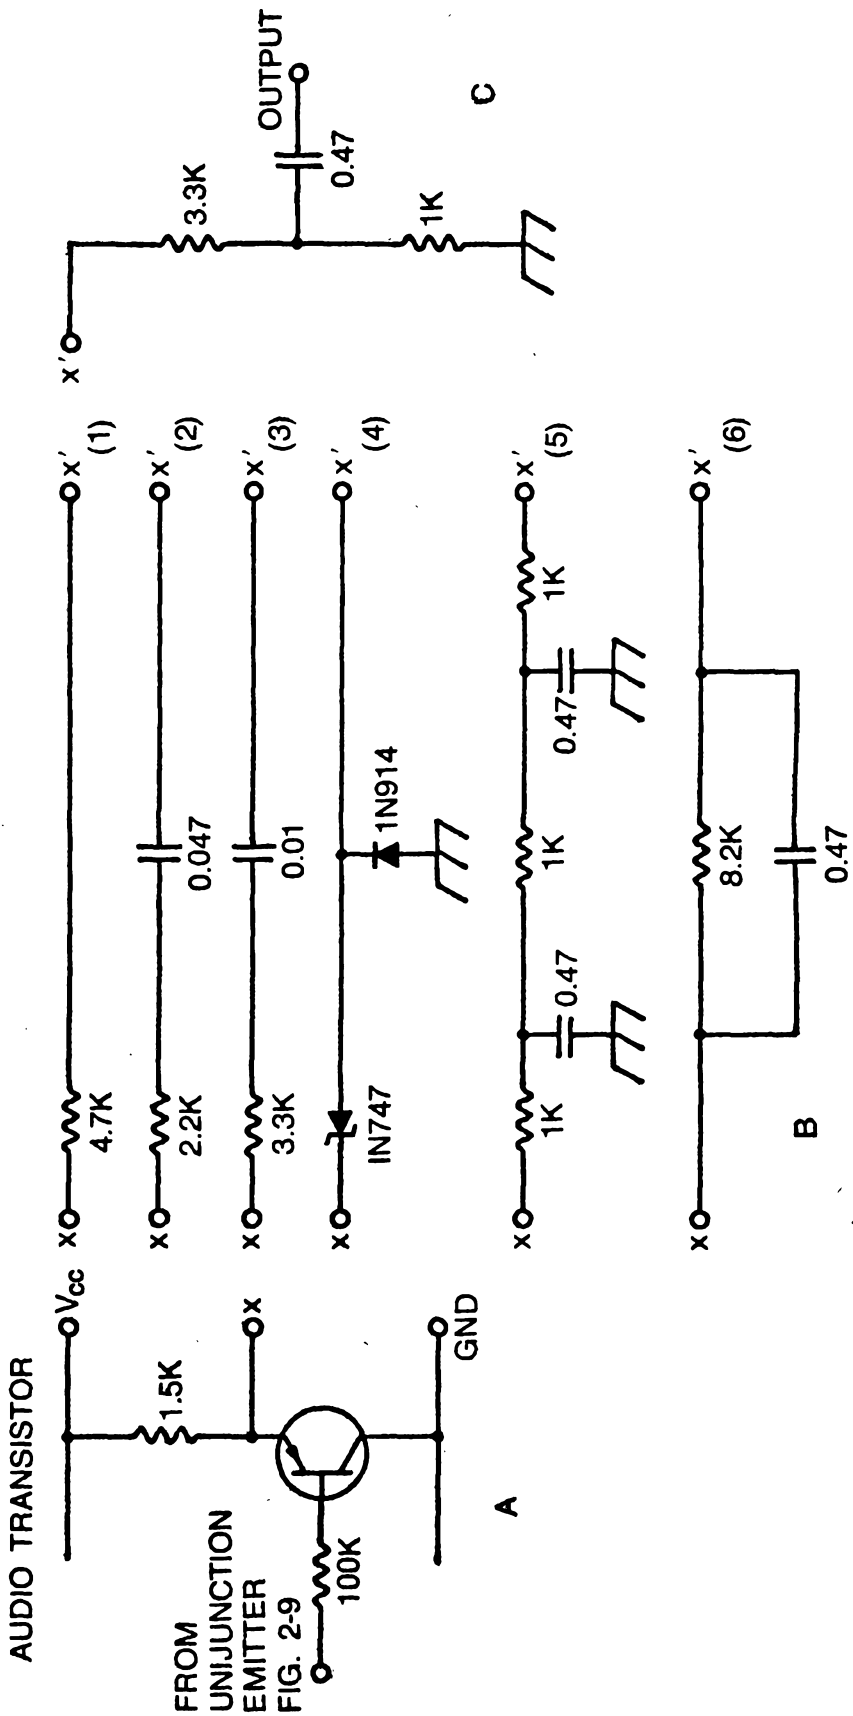 AUDIO TRANSISTOR
VCC
1.5K
X
FROM
UNIJUNCTION
EMITTER
FIG. 2-9
100K
GND
A
X
4.7K
X'
(1)
X
2.2K
0.047
X'
(2)
X
3.3K
0.01
X'
(3)
X
IN747
1N914
X'
(4)
X
1K
0.47
1K
0.47
1K
X'
(5)
X
8.2K
0.47
X'
(6)
B
X'
3.3K
OUTPUT
0.47
1K
C